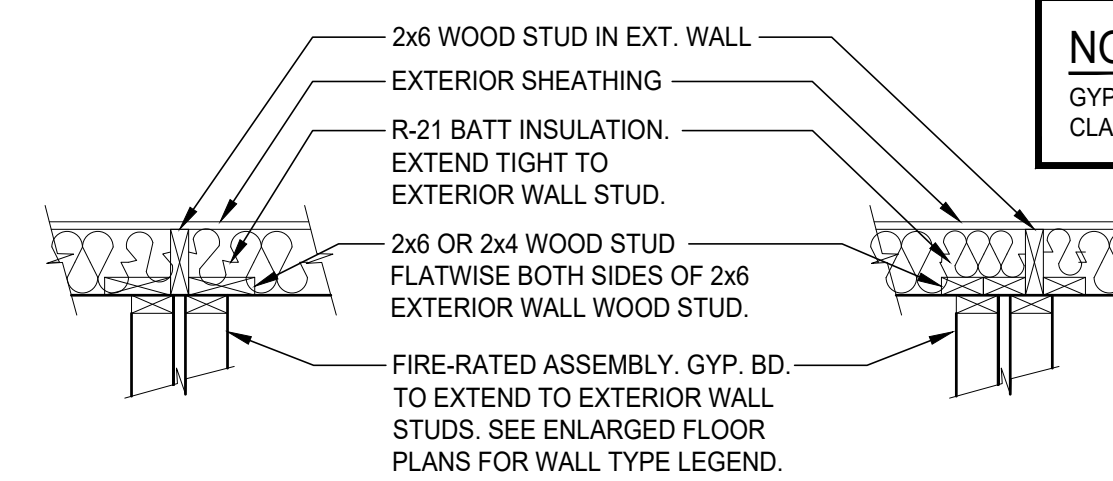 2x6 WOOD STUD IN EXT. WALL
EXTERIOR SHEATHING
R-21 BATT INSULATION.
EXTEND TIGHT TO
EXTERIOR WALL STUD.
2x6 OR 2x4 WOOD STUD
FLATWISE BOTH SIDES OF 2x6
EXTERIOR WALL WOOD STUD.
FIRE-RATED ASSEMBLY. GYP. BD.
TO EXTEND TO EXTERIOR WALL
STUDS. SEE ENLARGED FLOOR
PLANS FOR WALL TYPE LEGEND.